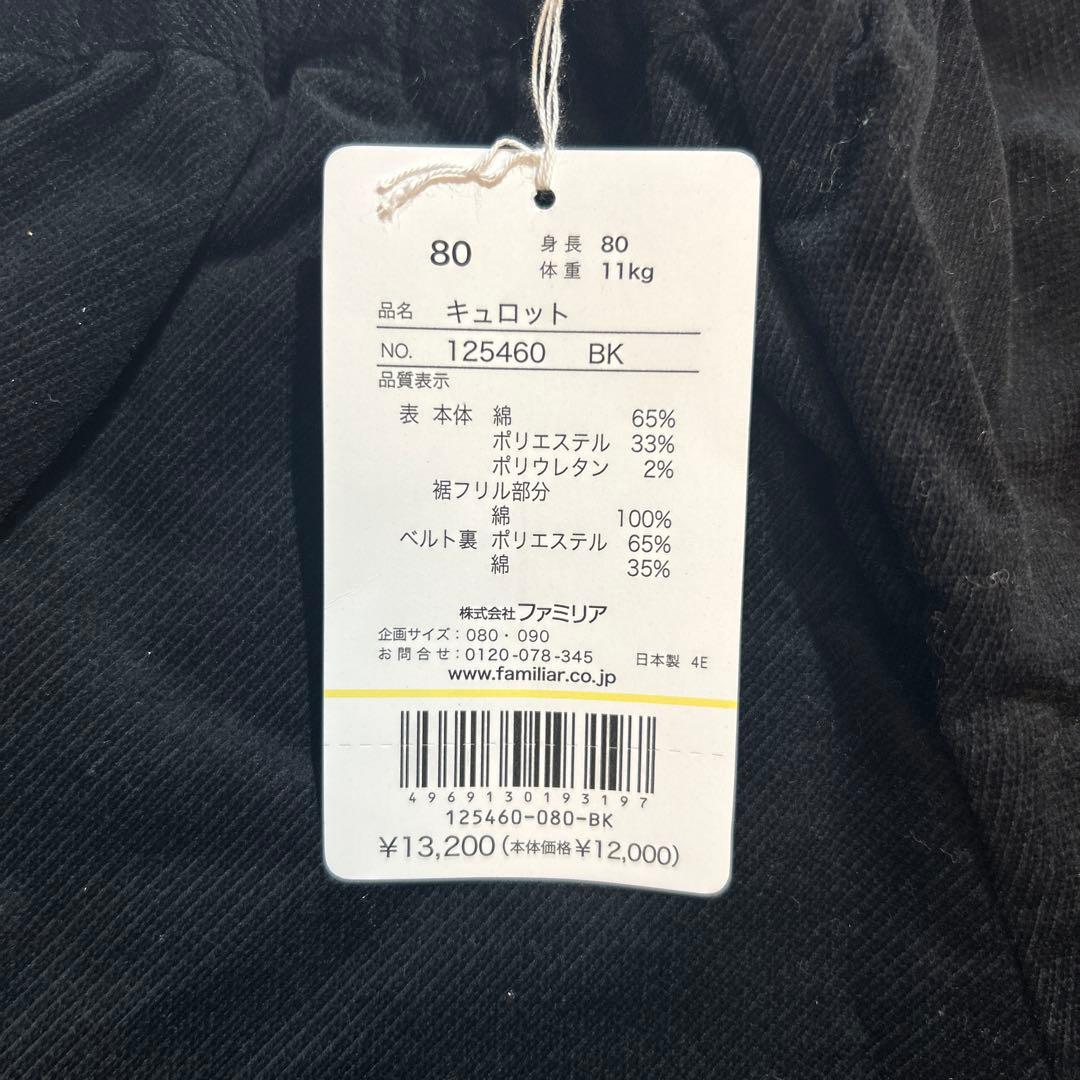 80
身長 80
体重 11kg
品名 キュロット
NO. 125460 BK
品質表示
表 本体 綿 65%
ポリエステル 33%
ポリウレタン 2%
裾フリル部分
綿 100%
ベルト裏 ポリエステル 65%
綿 35%
株式会社ファミリア
企画サイズ：080・090
お問合せ：0120-078-345 日本製 4E
www.familiar.co.jp
4969130193197
125460-080-BK
¥13,200(本体価格¥12,000)